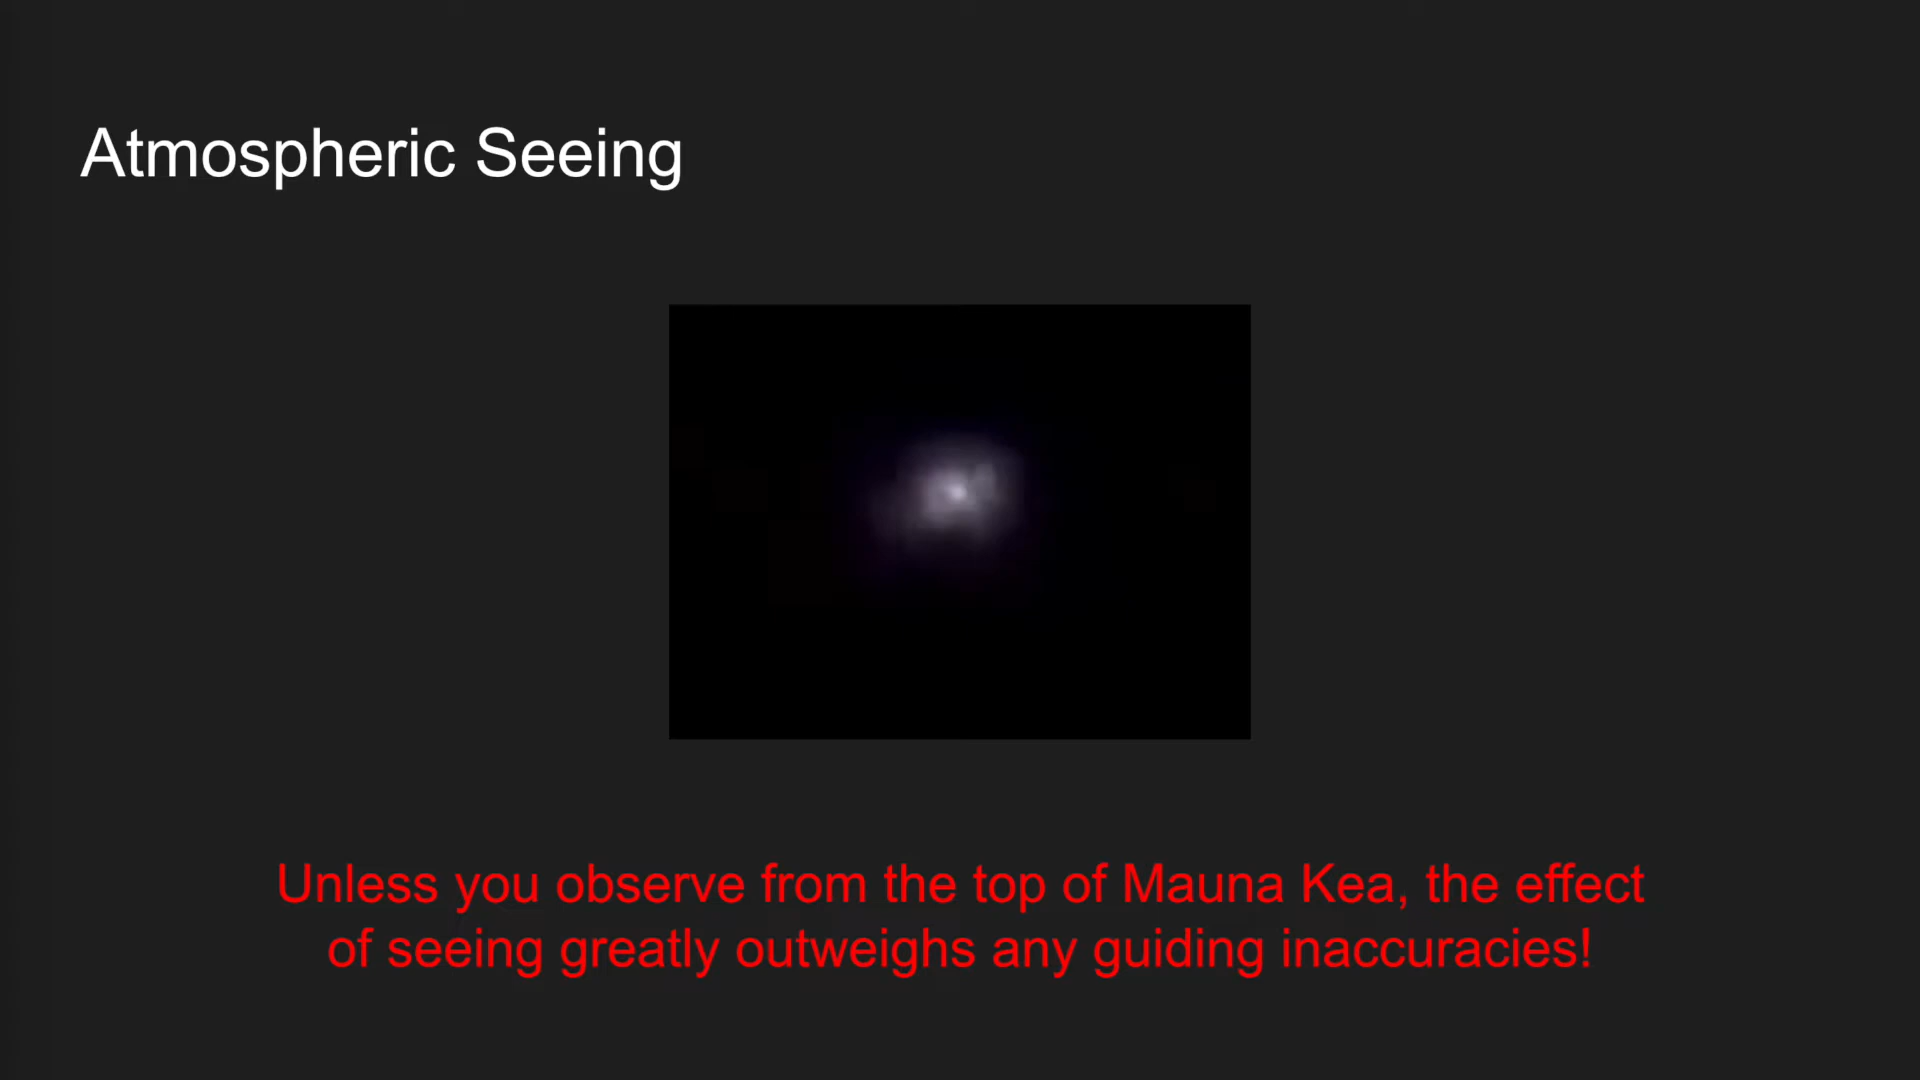 Atmospheric Seeing
Unless you observe from the top of Mauna Kea, the effect
of seeing greatly outweighs any guiding inaccuracies!